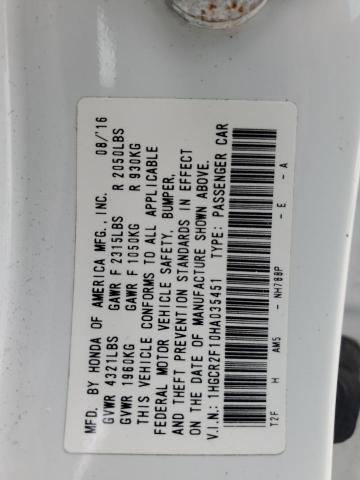 MFD. BY HONDA OF AMERICA MFG., INC. 08/16
GVWR 4321LBS GAWR F 2315LBS R 2050LBS
GVWR 1960KG GAWR F 1050KG R 930KG
THIS VEHICLE CONFORMS TO ALL APPLICABLE
FEDERAL MOTOR VEHICLE SAFETY, BUMPER,
AND THEFT PREVENTION STANDARDS IN EFFECT
ON THE DATE OF MANUFACTURE SHOWN ABOVE.
V.I.N.: 1HGCR2F10HA035451 TYPE: PASSENGER CAR
T2F H AM5 - NH788P - E - A